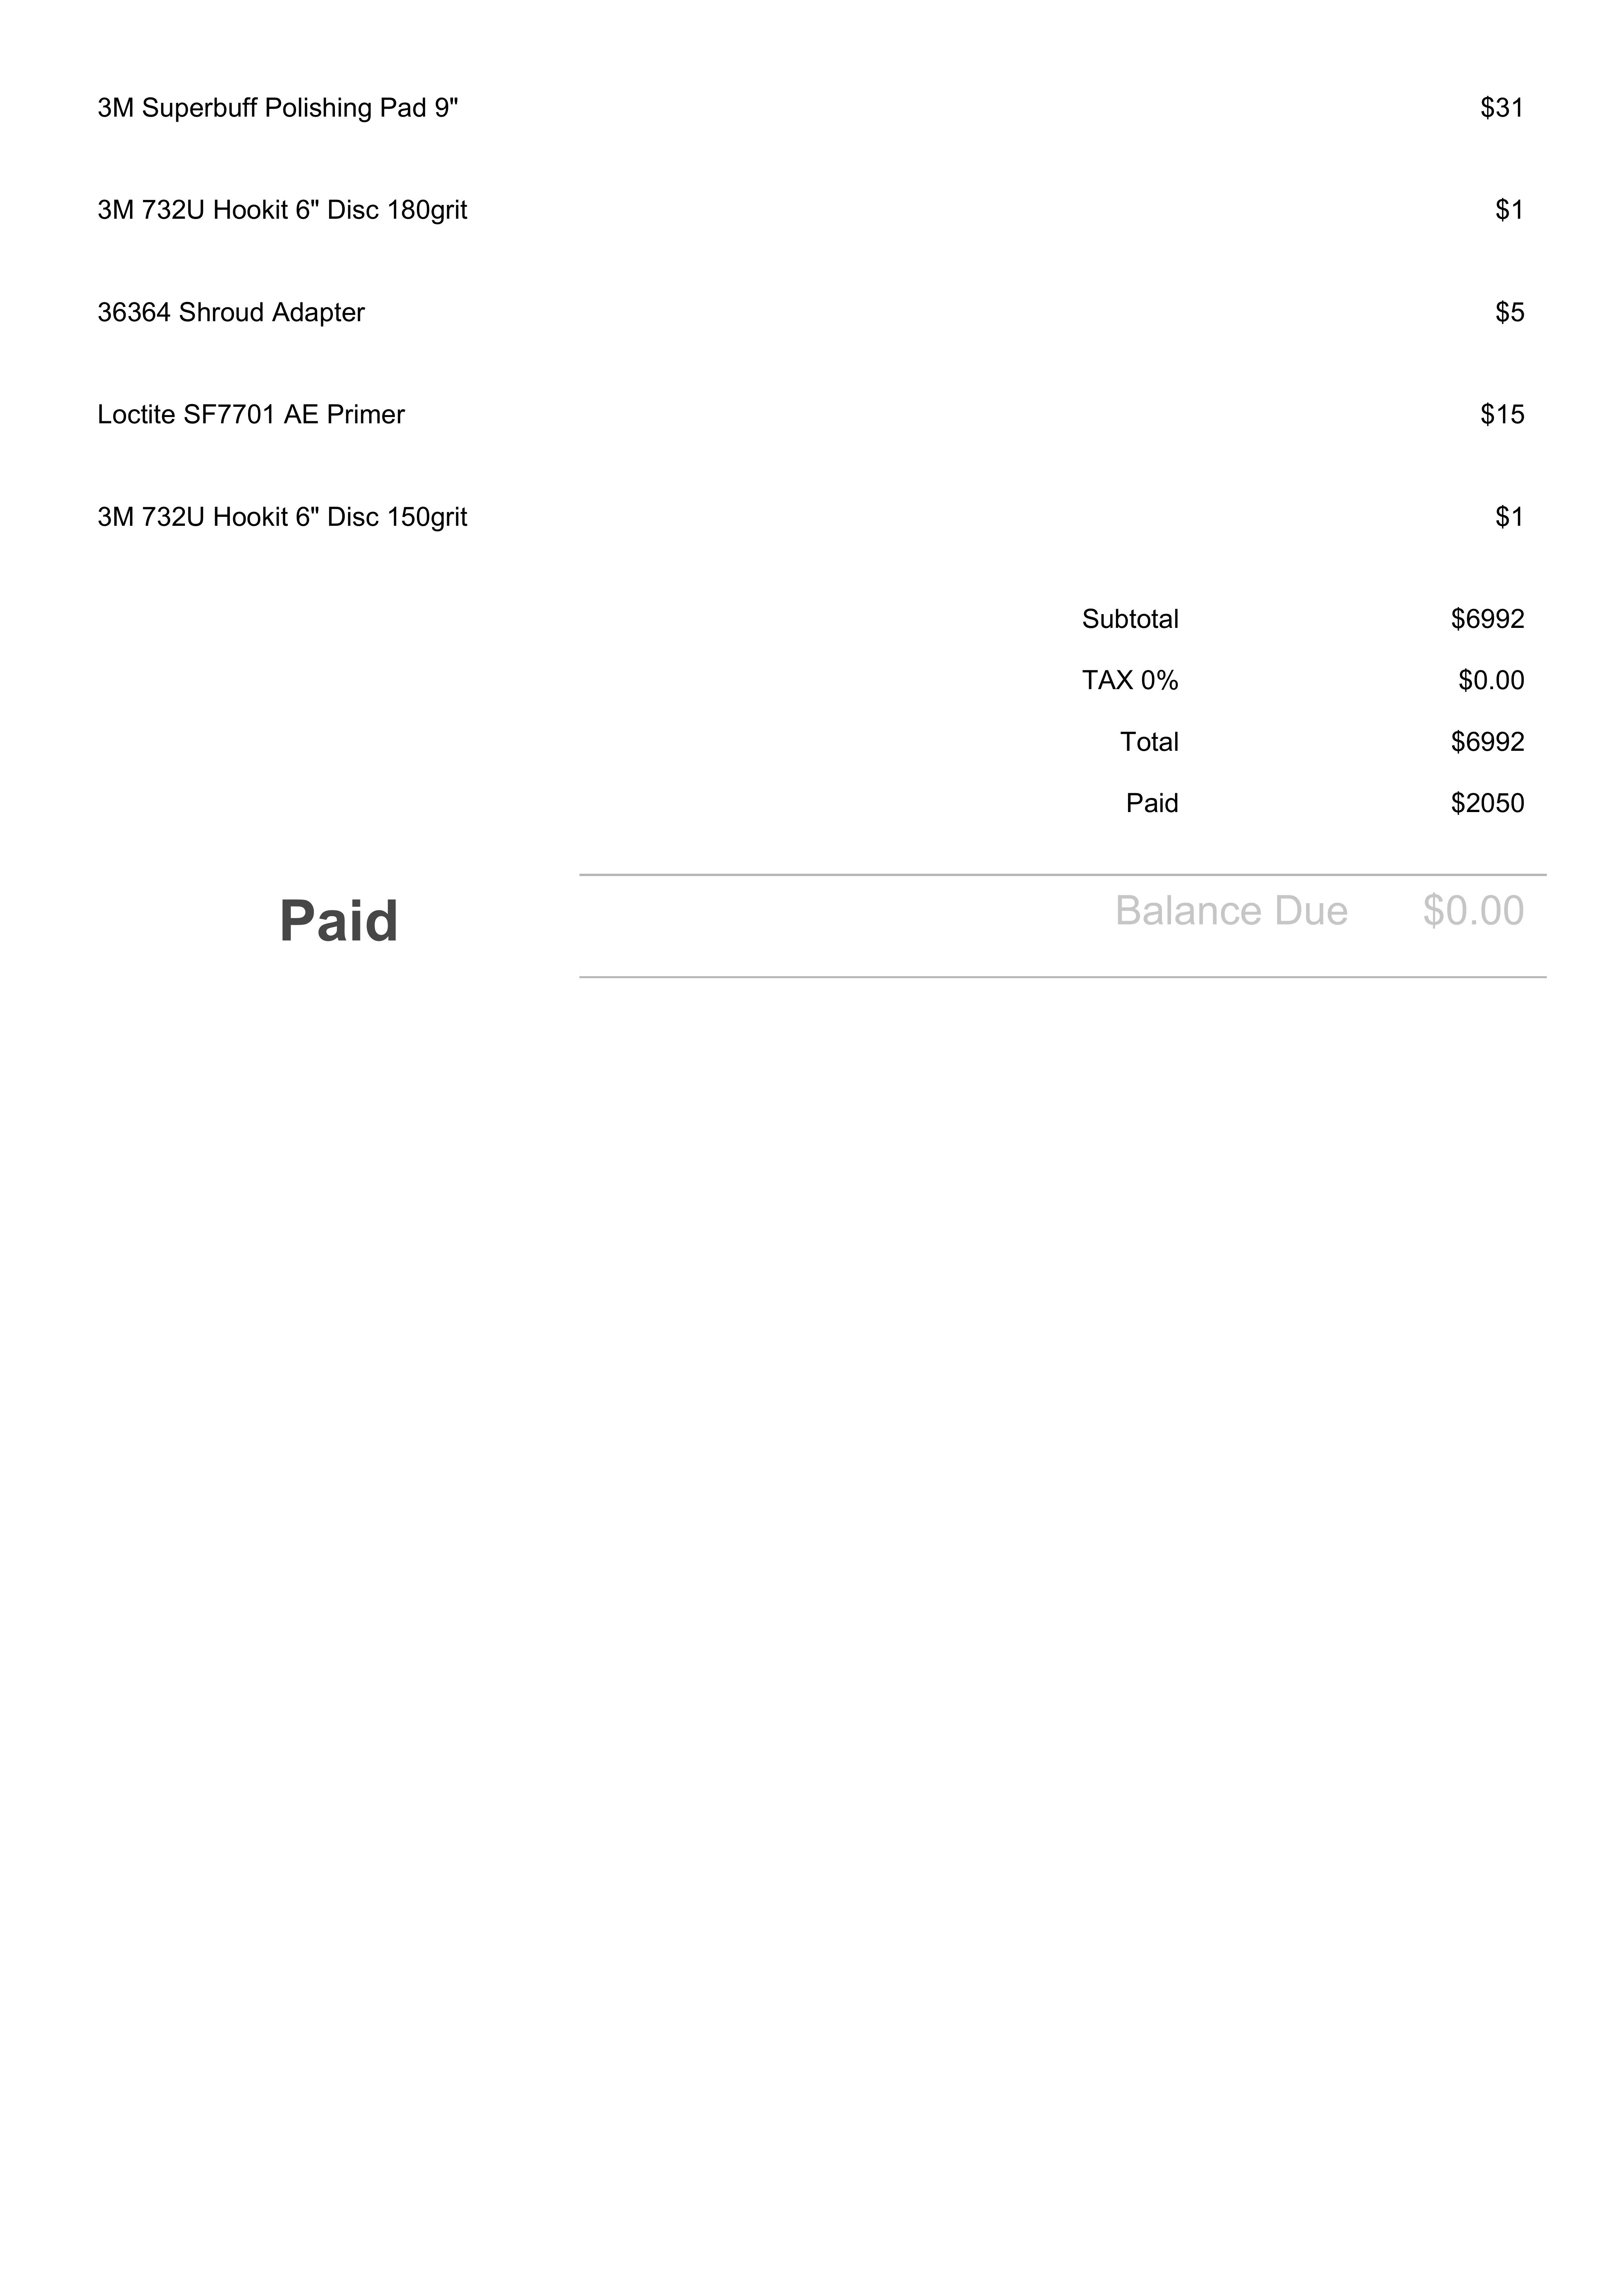 3M Superbuff Polishing Pad 9" $31
3M 732U Hookit 6" Disc 180grit $1
36364 Shroud Adapter $5
Loctite SF7701 AE Primer $15
3M 732U Hookit 6" Disc 150grit $1
Subtotal $6992
TAX 0% $0.00
Total $6992
Paid $2050
Paid Balance Due $0.00